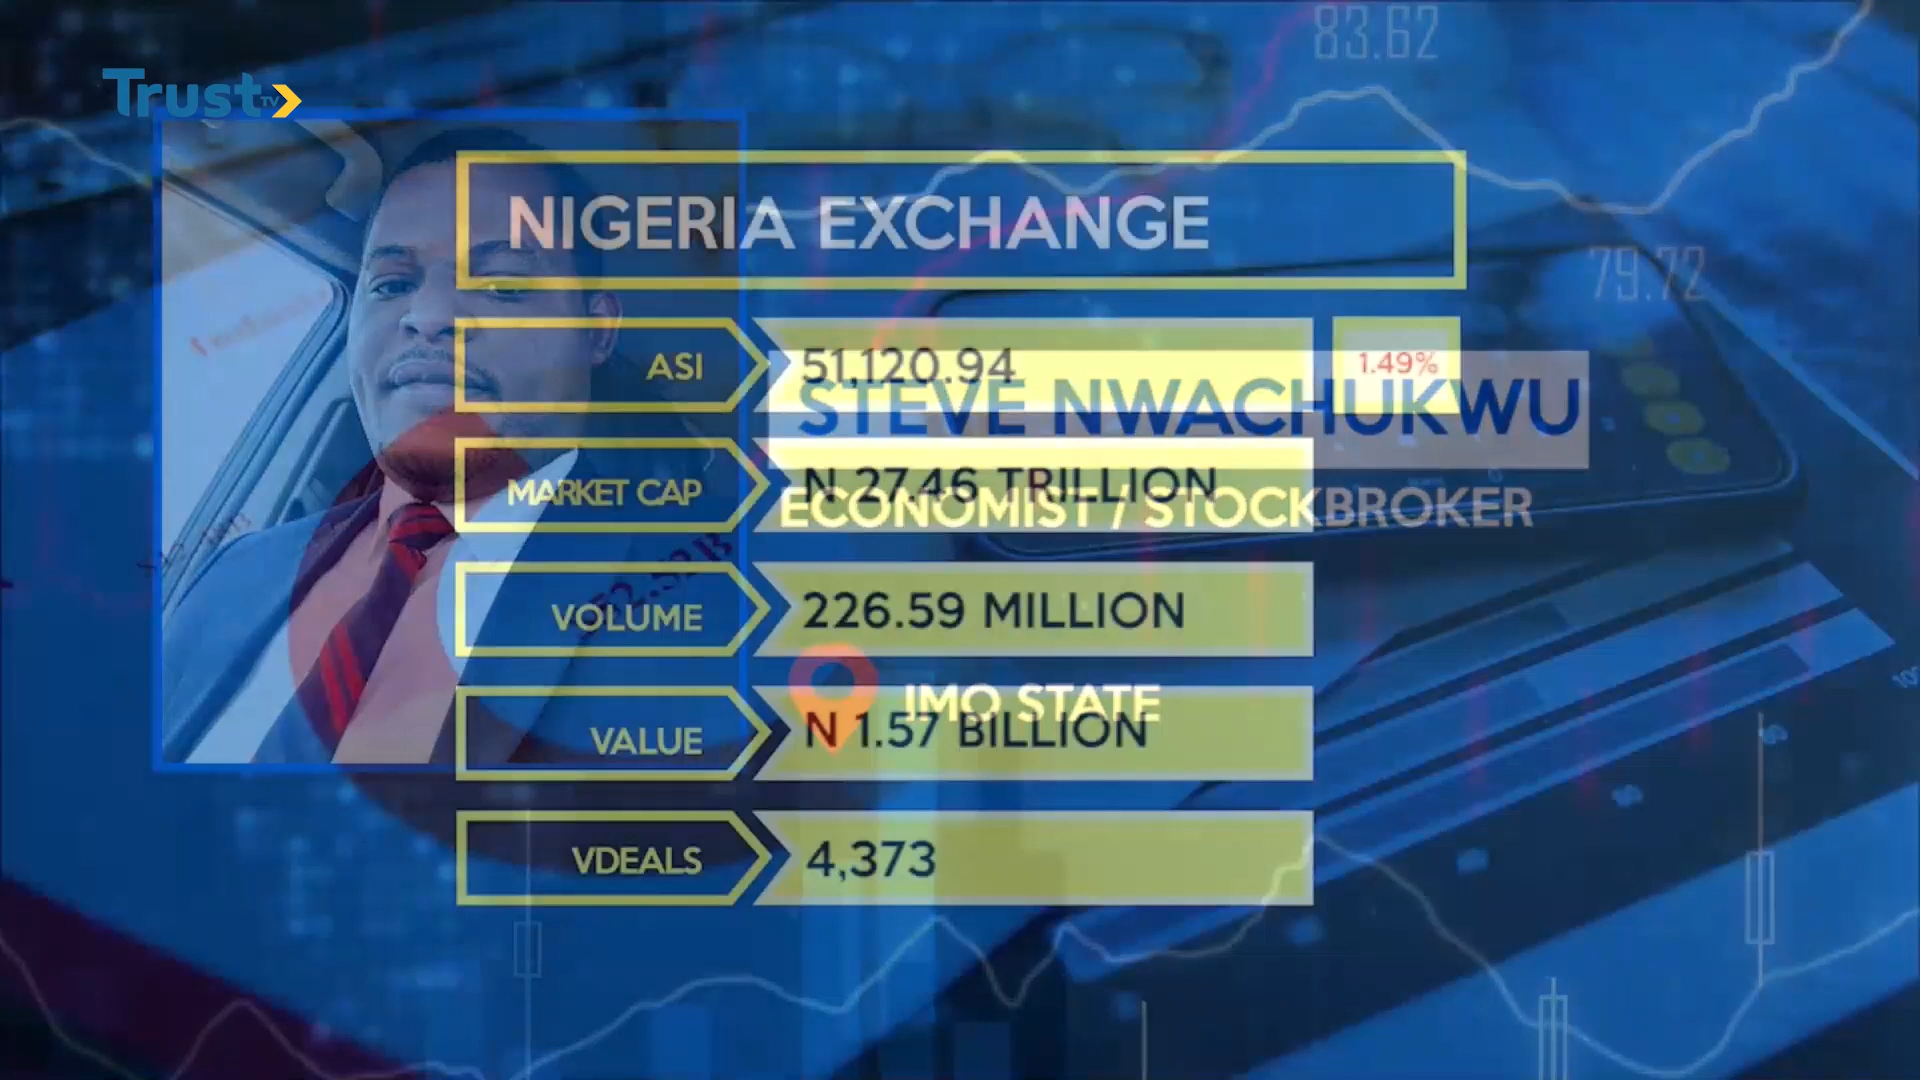 83.62
Trust TV
NIGERIA EXCHANGE
79.72
ASI 51,120.94 1.49%
STEVE NWACHUKWU
MARKET CAP N 27.46 TRILLION
ECONOMIST / STOCKBROKER
VOLUME 226.59 MILLION
IMO STATE
VALUE N 1.57 BILLION
VDEALS 4,373